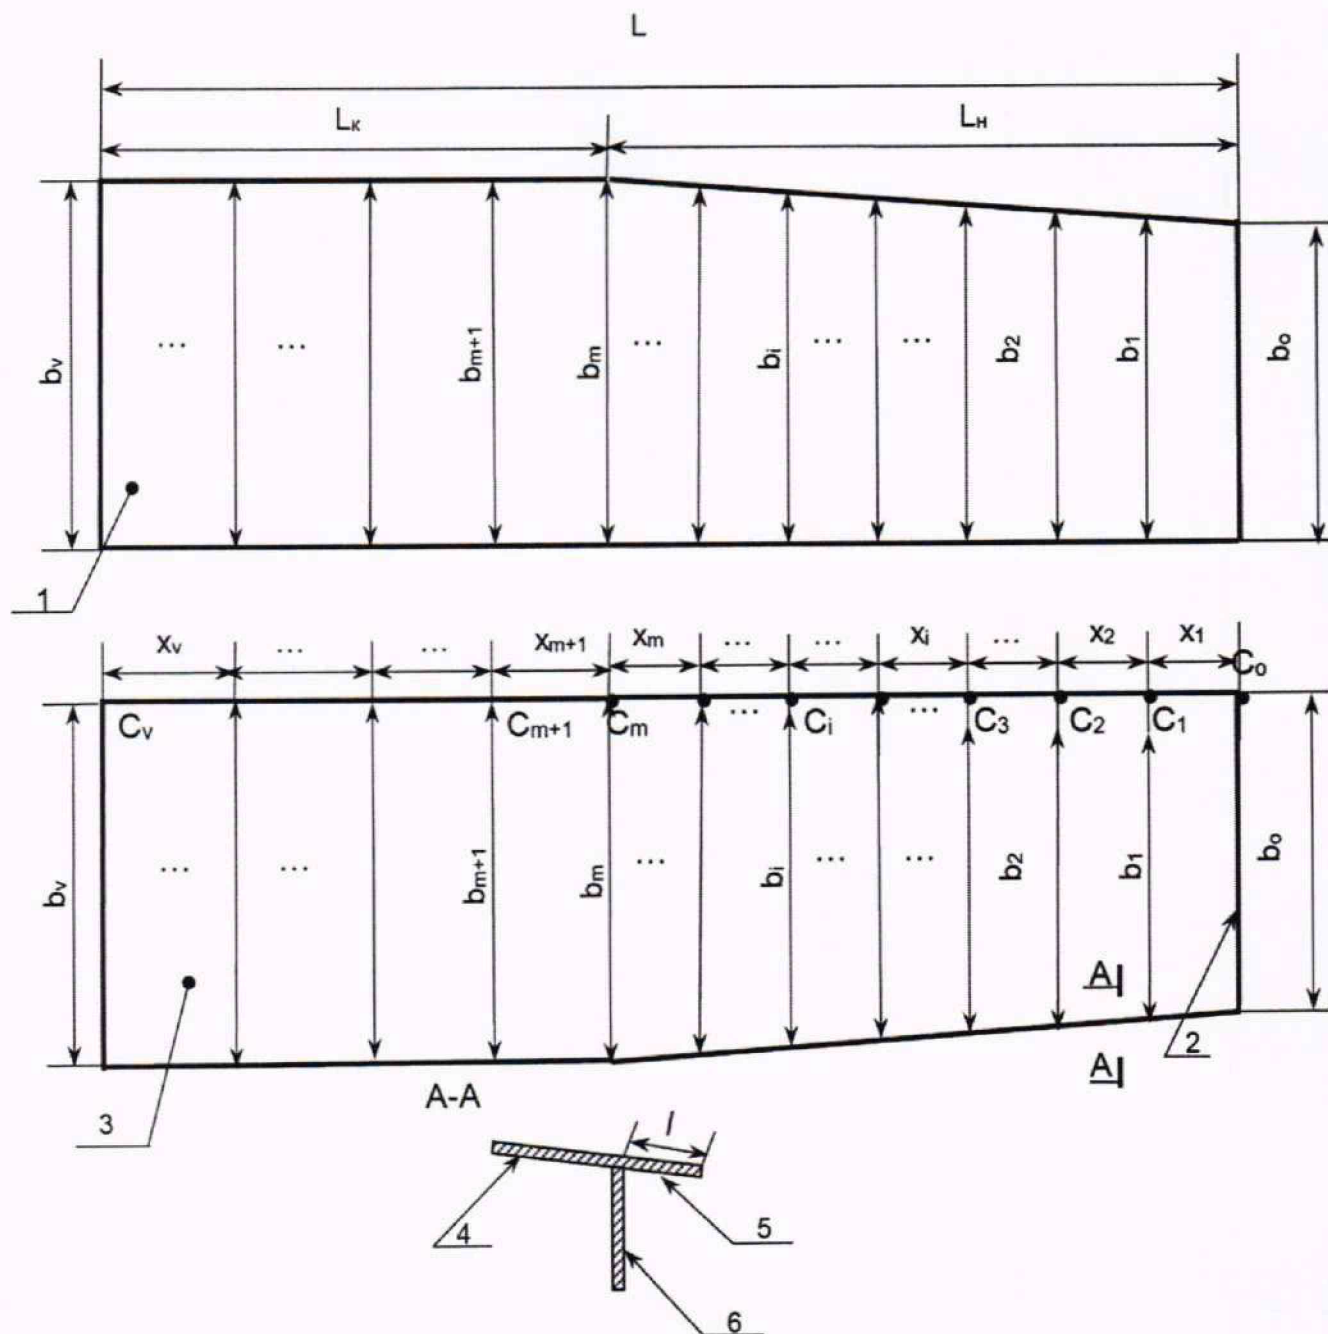 L
Lк Lн
bv ... ... bm+1 bm ... bi ... ... b2 b1 bo
1
xv ... ... xm+1 xm ... ... xi ... x2 x1
Co
Cv Cm+1 Cm ... Ci ... C3 C2 C1
bv ... ... bm+1 bm ... bi ... ... b2 b1 bo
A
2
A
A-A
3
l
4 5
6